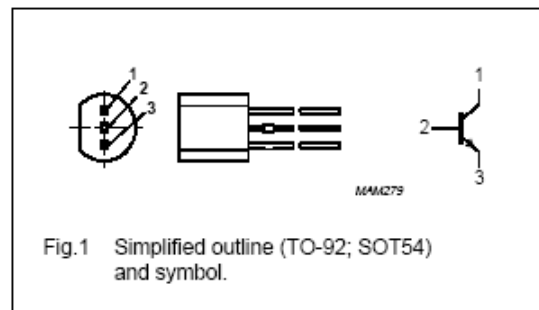 1
2
3
1
2
3
MAM279
Fig.1 Simplified outline (TO-92; SOT54)
and symbol.